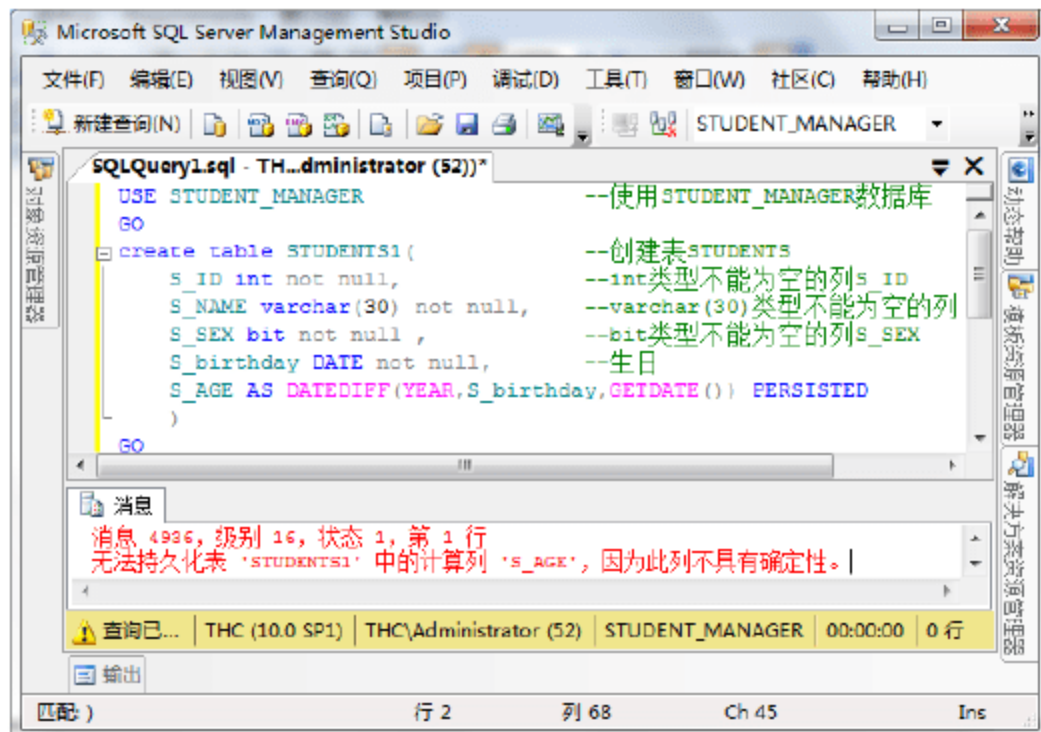 Microsoft SQL Server Management Studio
文件(F) 编辑(E) 视图(V) 查询(Q) 项目(P) 调试(D) 工具(T) 窗口(W) 社区(C) 帮助(H)
新建查询(N) STUDENT_MANAGER
SQLQuery1.sql - TH...dministrator (52))*
USE STUDENT_MANAGER --使用STUDENT_MANAGER数据库
GO
create table STUDENTS1( --创建表STUDENTS
S_ID int not null, --int类型不能为空的列S_ID
S_NAME varchar(30) not null, --varchar(30)类型不能为空的列
S_SEX bit not null , --bit类型不能为空的列S_SEX
S_birthday DATE not null, --生日
S_AGE AS DATEDIFF(YEAR,S_birthday,GETDATE()) PERSISTED
)
GO
消息
消息 4936，级别 16，状态 1，第 1 行
无法持久化表 'STUDENTS1' 中的计算列 'S_AGE'，因为此列不具有确定性。
查询已... THC (10.0 SP1) THC\Administrator (52) STUDENT_MANAGER 00:00:00 0 行
输出
匹配: ) 行 2 列 68 Ch 45 Ins
对象资源管理器
动态帮助
模板资源管理器
解决方案资源管理器